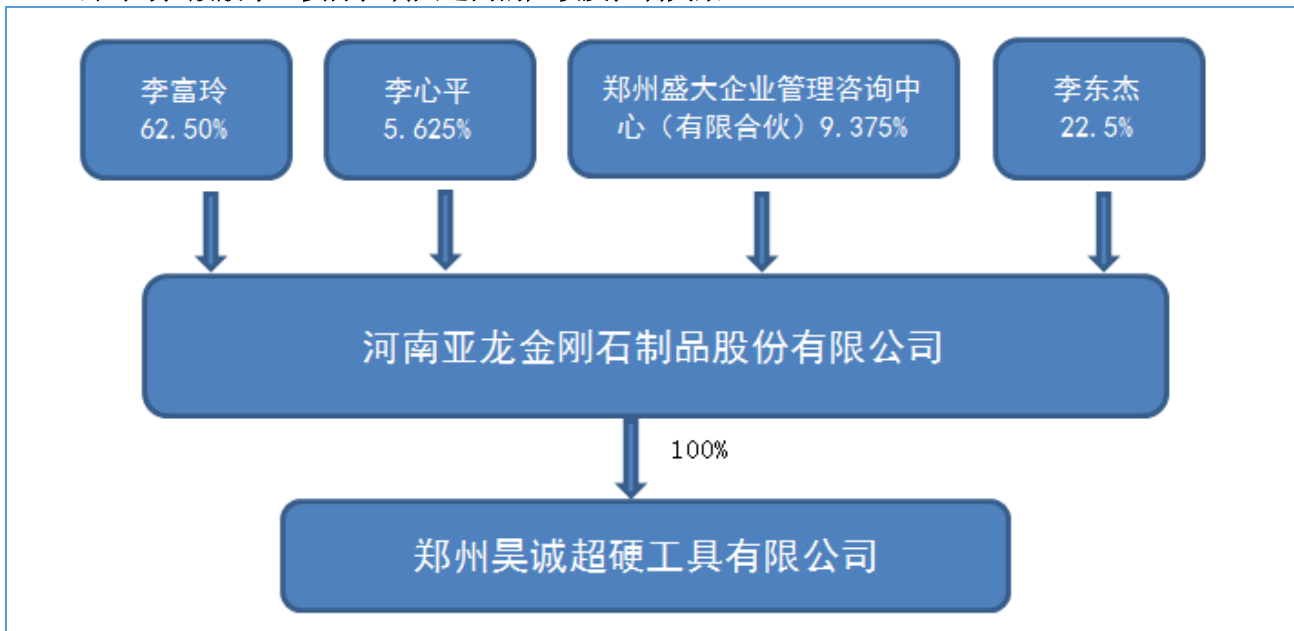 李富玲
62.50%
李心平
5.625%
郑州盛大企业管理咨询中
心（有限合伙）9.375%
李东杰
22.5%
河南亚龙金刚石制品股份有限公司
100%
郑州昊诚超硬工具有限公司